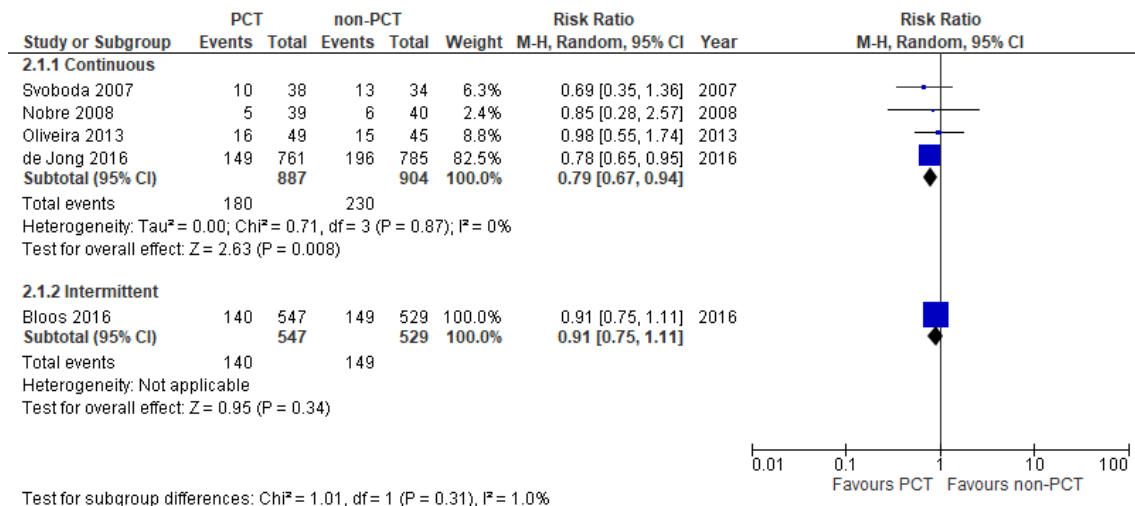 PCT non-PCT Risk Ratio Risk Ratio
Study or Subgroup Events Total Events Total Weight M-H, Random, 95% CI Year M-H, Random, 95% CI
2.1.1 Continuous
Svoboda 2007 10 38 13 34 6.3% 0.69 [0.35, 1.36] 2007
Nobre 2008 5 39 6 40 2.4% 0.85 [0.28, 2.57] 2008
Oliveira 2013 16 49 15 45 8.8% 0.98 [0.55, 1.74] 2013
de Jong 2016 149 761 196 785 82.5% 0.78 [0.65, 0.95] 2016
Subtotal (95% CI) 887 904 100.0% 0.79 [0.67, 0.94]
Total events 180 230
Heterogeneity: Tau² = 0.00; Chi² = 0.71, df = 3 (P = 0.87); I² = 0%
Test for overall effect: Z = 2.63 (P = 0.008)
2.1.2 Intermittent
Bloos 2016 140 547 149 529 100.0% 0.91 [0.75, 1.11] 2016
Subtotal (95% CI) 547 529 100.0% 0.91 [0.75, 1.11]
Total events 140 149
Heterogeneity: Not applicable
Test for overall effect: Z = 0.95 (P = 0.34)
0.01 0.1 1 10 100
Favours PCT Favours non-PCT
Test for subgroup differences: Chi² = 1.01, df = 1 (P = 0.31), I² = 1.0%